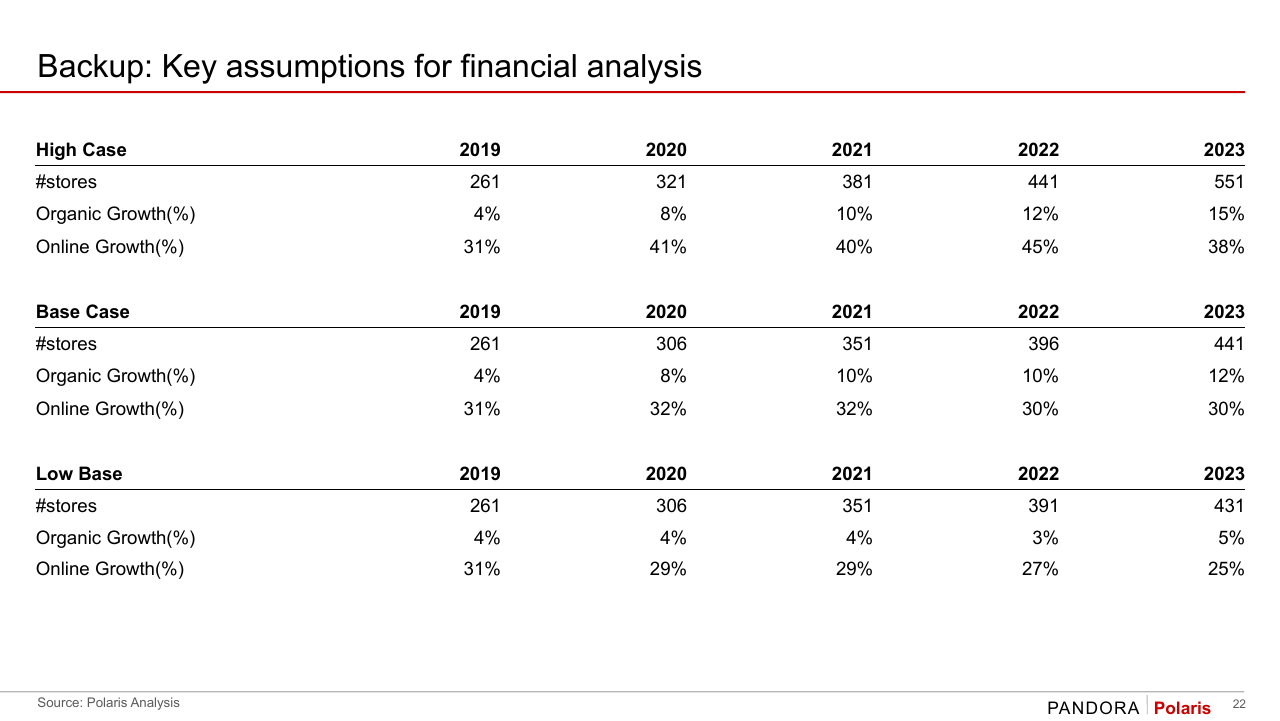 Backup: Key assumptions for financial analysis
High Case 2019 2020 2021 2022 2023
#stores 261 321 381 441 551
Organic Growth(%) 4% 8% 10% 12% 15%
Online Growth(%) 31% 41% 40% 45% 38%
Base Case 2019 2020 2021 2022 2023
#stores 261 306 351 396 441
Organic Growth(%) 4% 8% 10% 10% 12%
Online Growth(%) 31% 32% 32% 30% 30%
Low Base 2019 2020 2021 2022 2023
#stores 261 306 351 391 431
Organic Growth(%) 4% 4% 4% 3% 5%
Online Growth(%) 31% 29% 29% 27% 25%
Source: Polaris Analysis
PANDORA Polaris 22